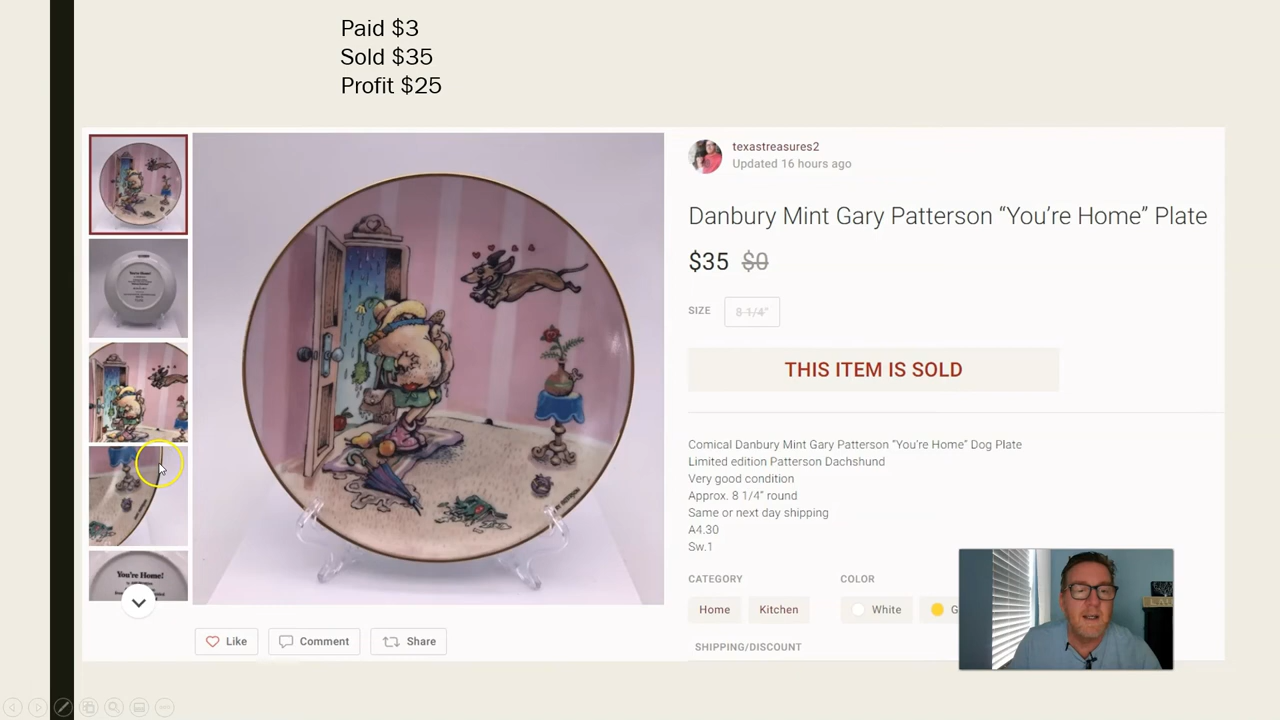 Paid $3
Sold $35
Profit $25
texastreasures2
Updated 16 hours ago
Danbury Mint Gary Patterson “You’re Home” Plate
$35 $0
SIZE
8 1/4"
THIS ITEM IS SOLD
Comical Danbury Mint Gary Patterson “You’re Home” Dog Plate
Limited edition Patterson Dachshund
Very good condition
Approx. 8 1/4” round
Same or next day shipping
A4.30
Sw.1
CATEGORY
COLOR
Home
Kitchen
White
G
SHIPPING/DISCOUNT
You're Home!
Like
Comment
Share